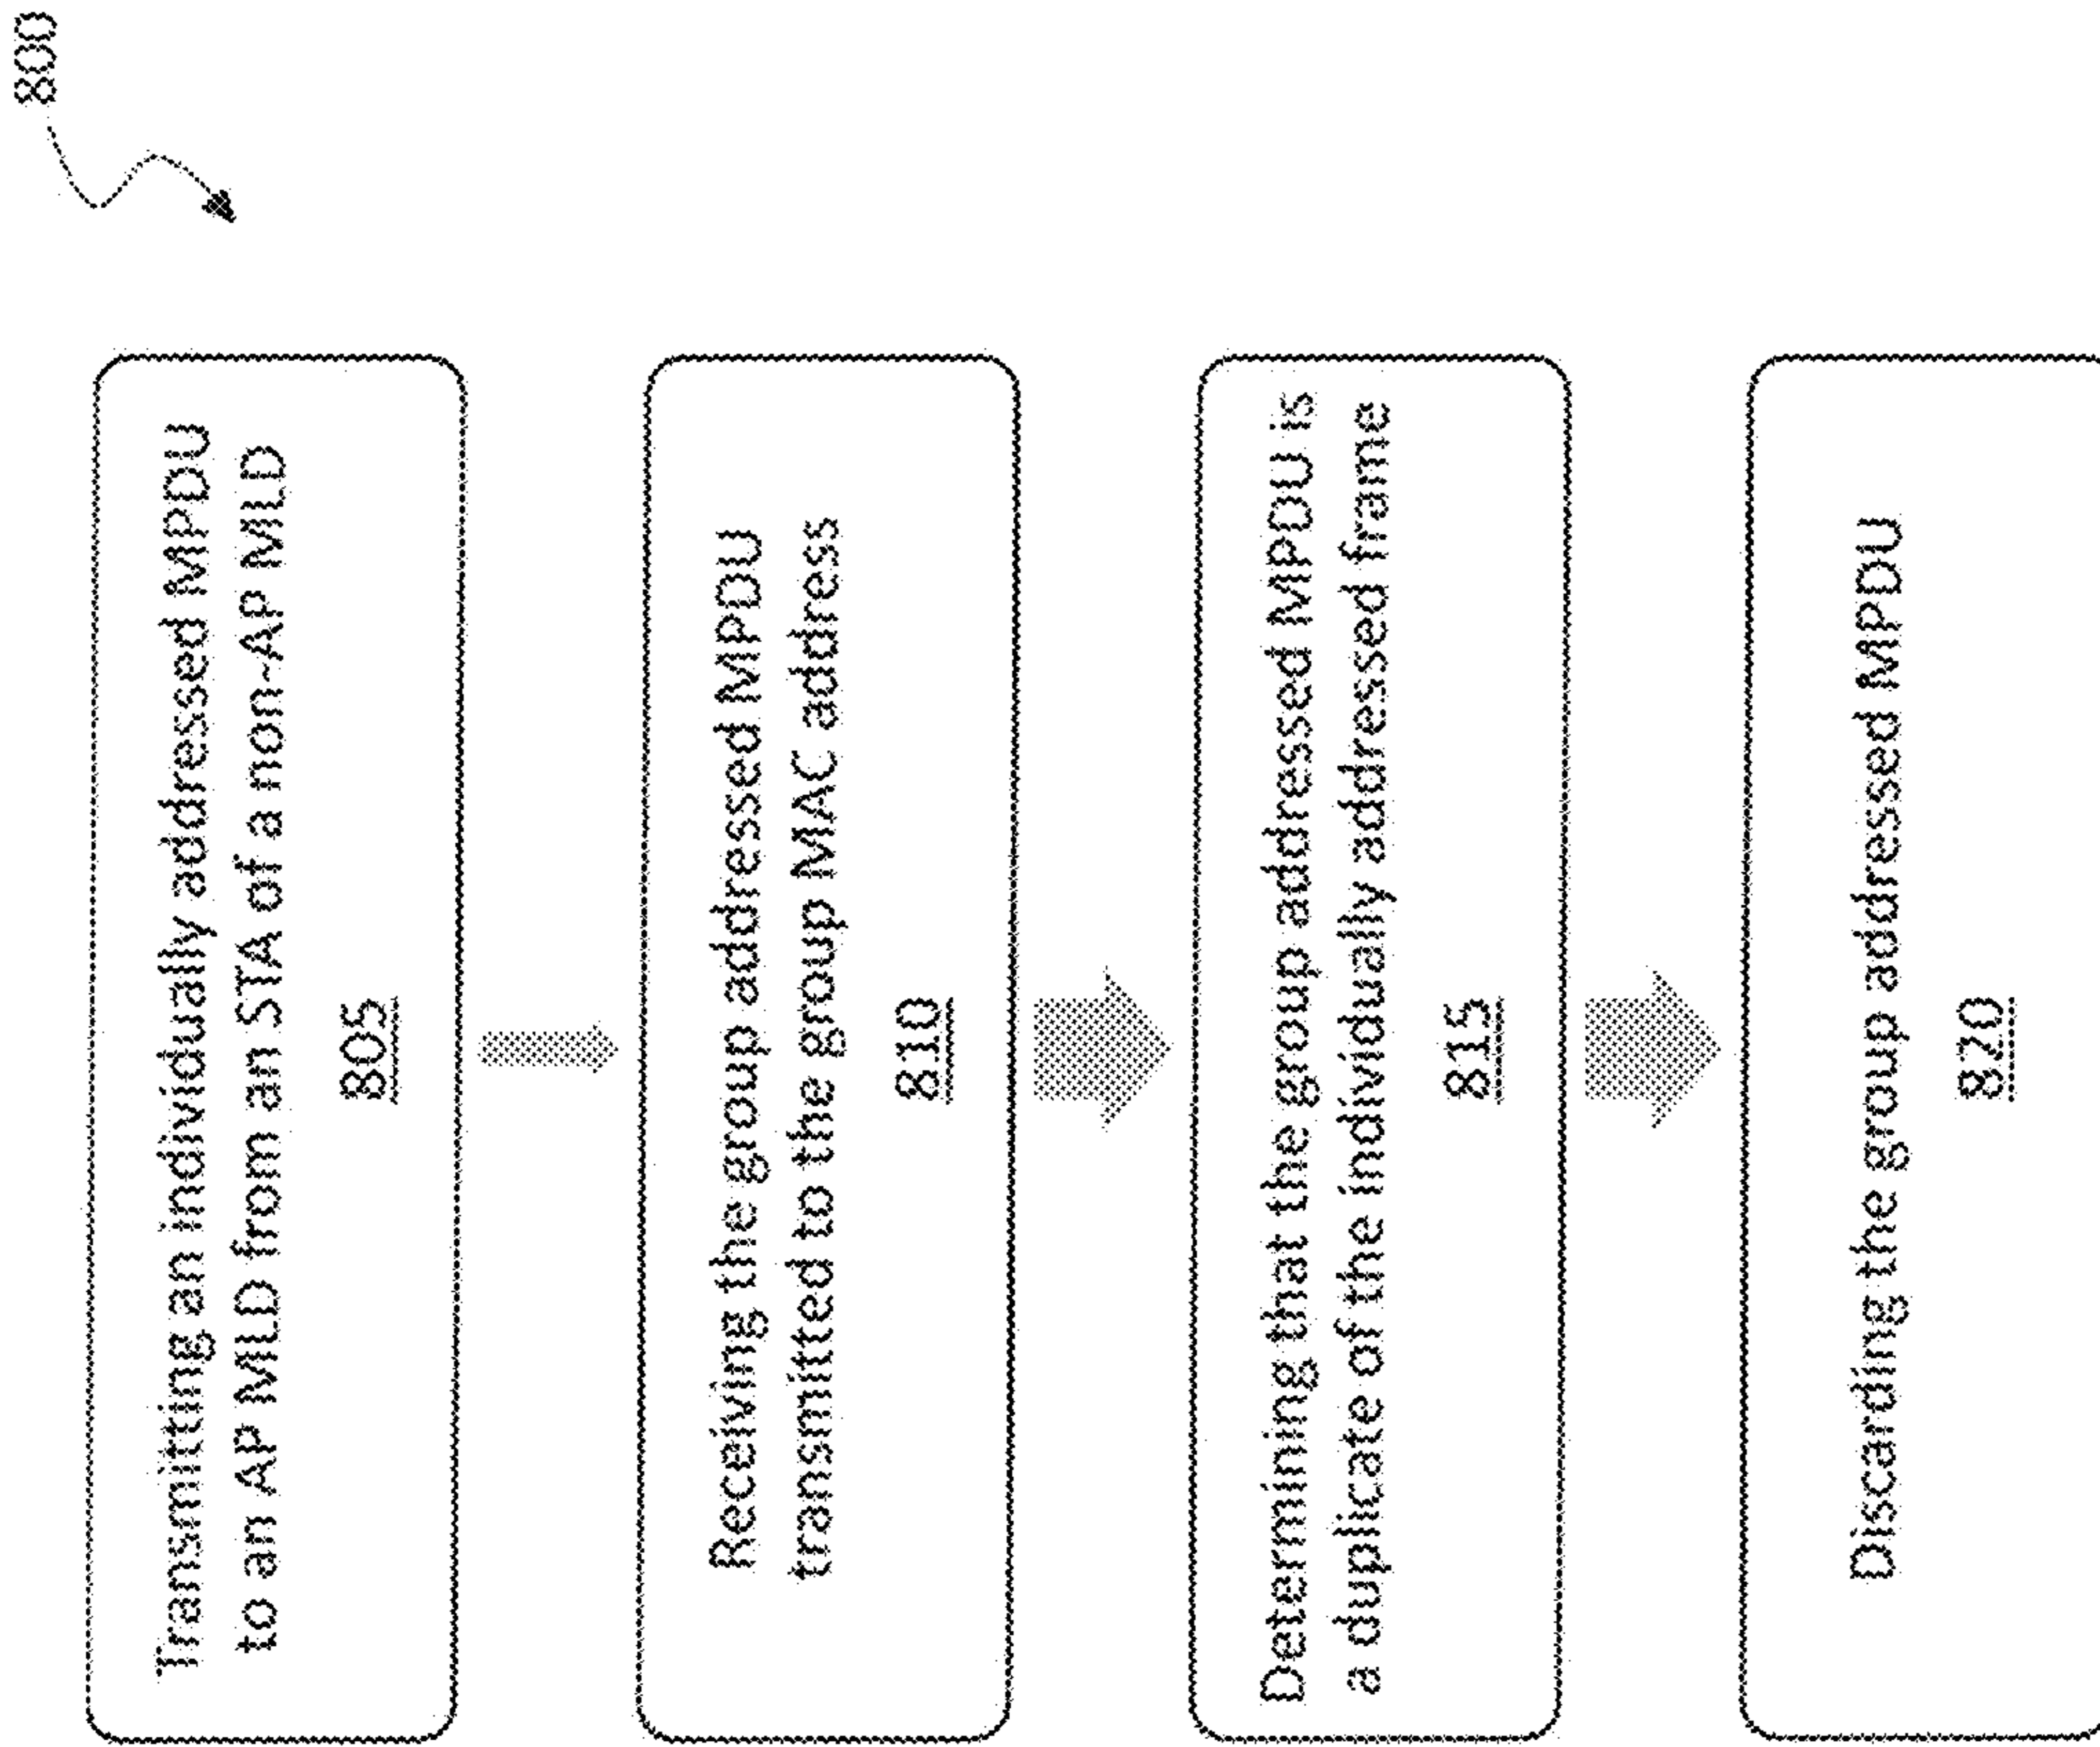 800
Transmitting an individually addressed MPDU
to an AP MLD from an STA of a non-AP MLD
805
Receiving the group addressed MPDU
transmitted to the group MAC address
810
Determining that the group addressed MPDU is
a duplicate of the individually addressed frame
815
Discarding the group addressed MPDU
820